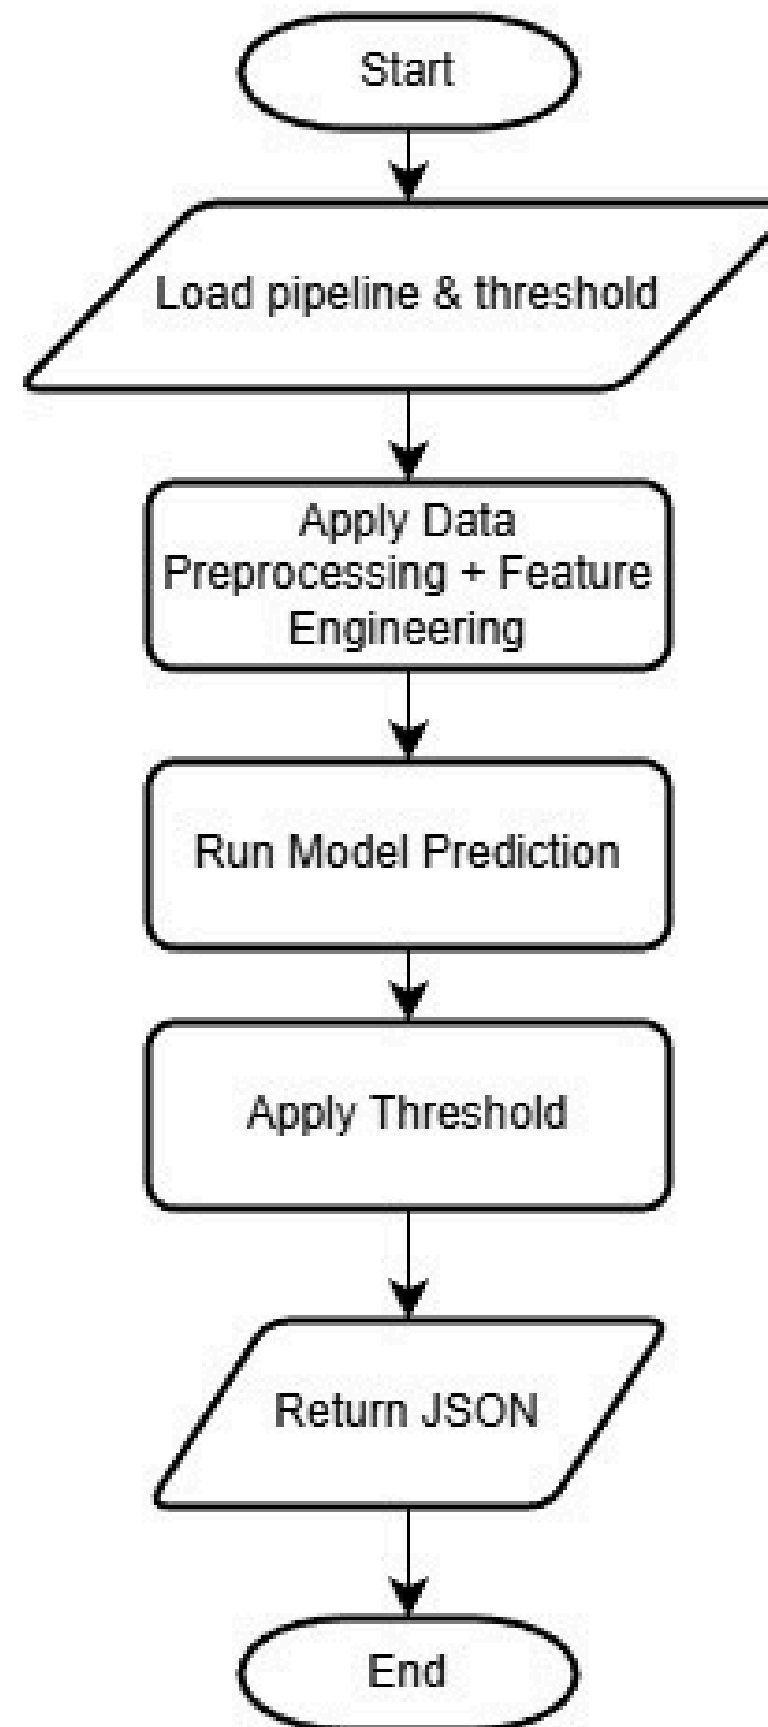 Start
Load pipeline & threshold
Apply Data
Preprocessing + Feature
Engineering
Run Model Prediction
Apply Threshold
Return JSON
End